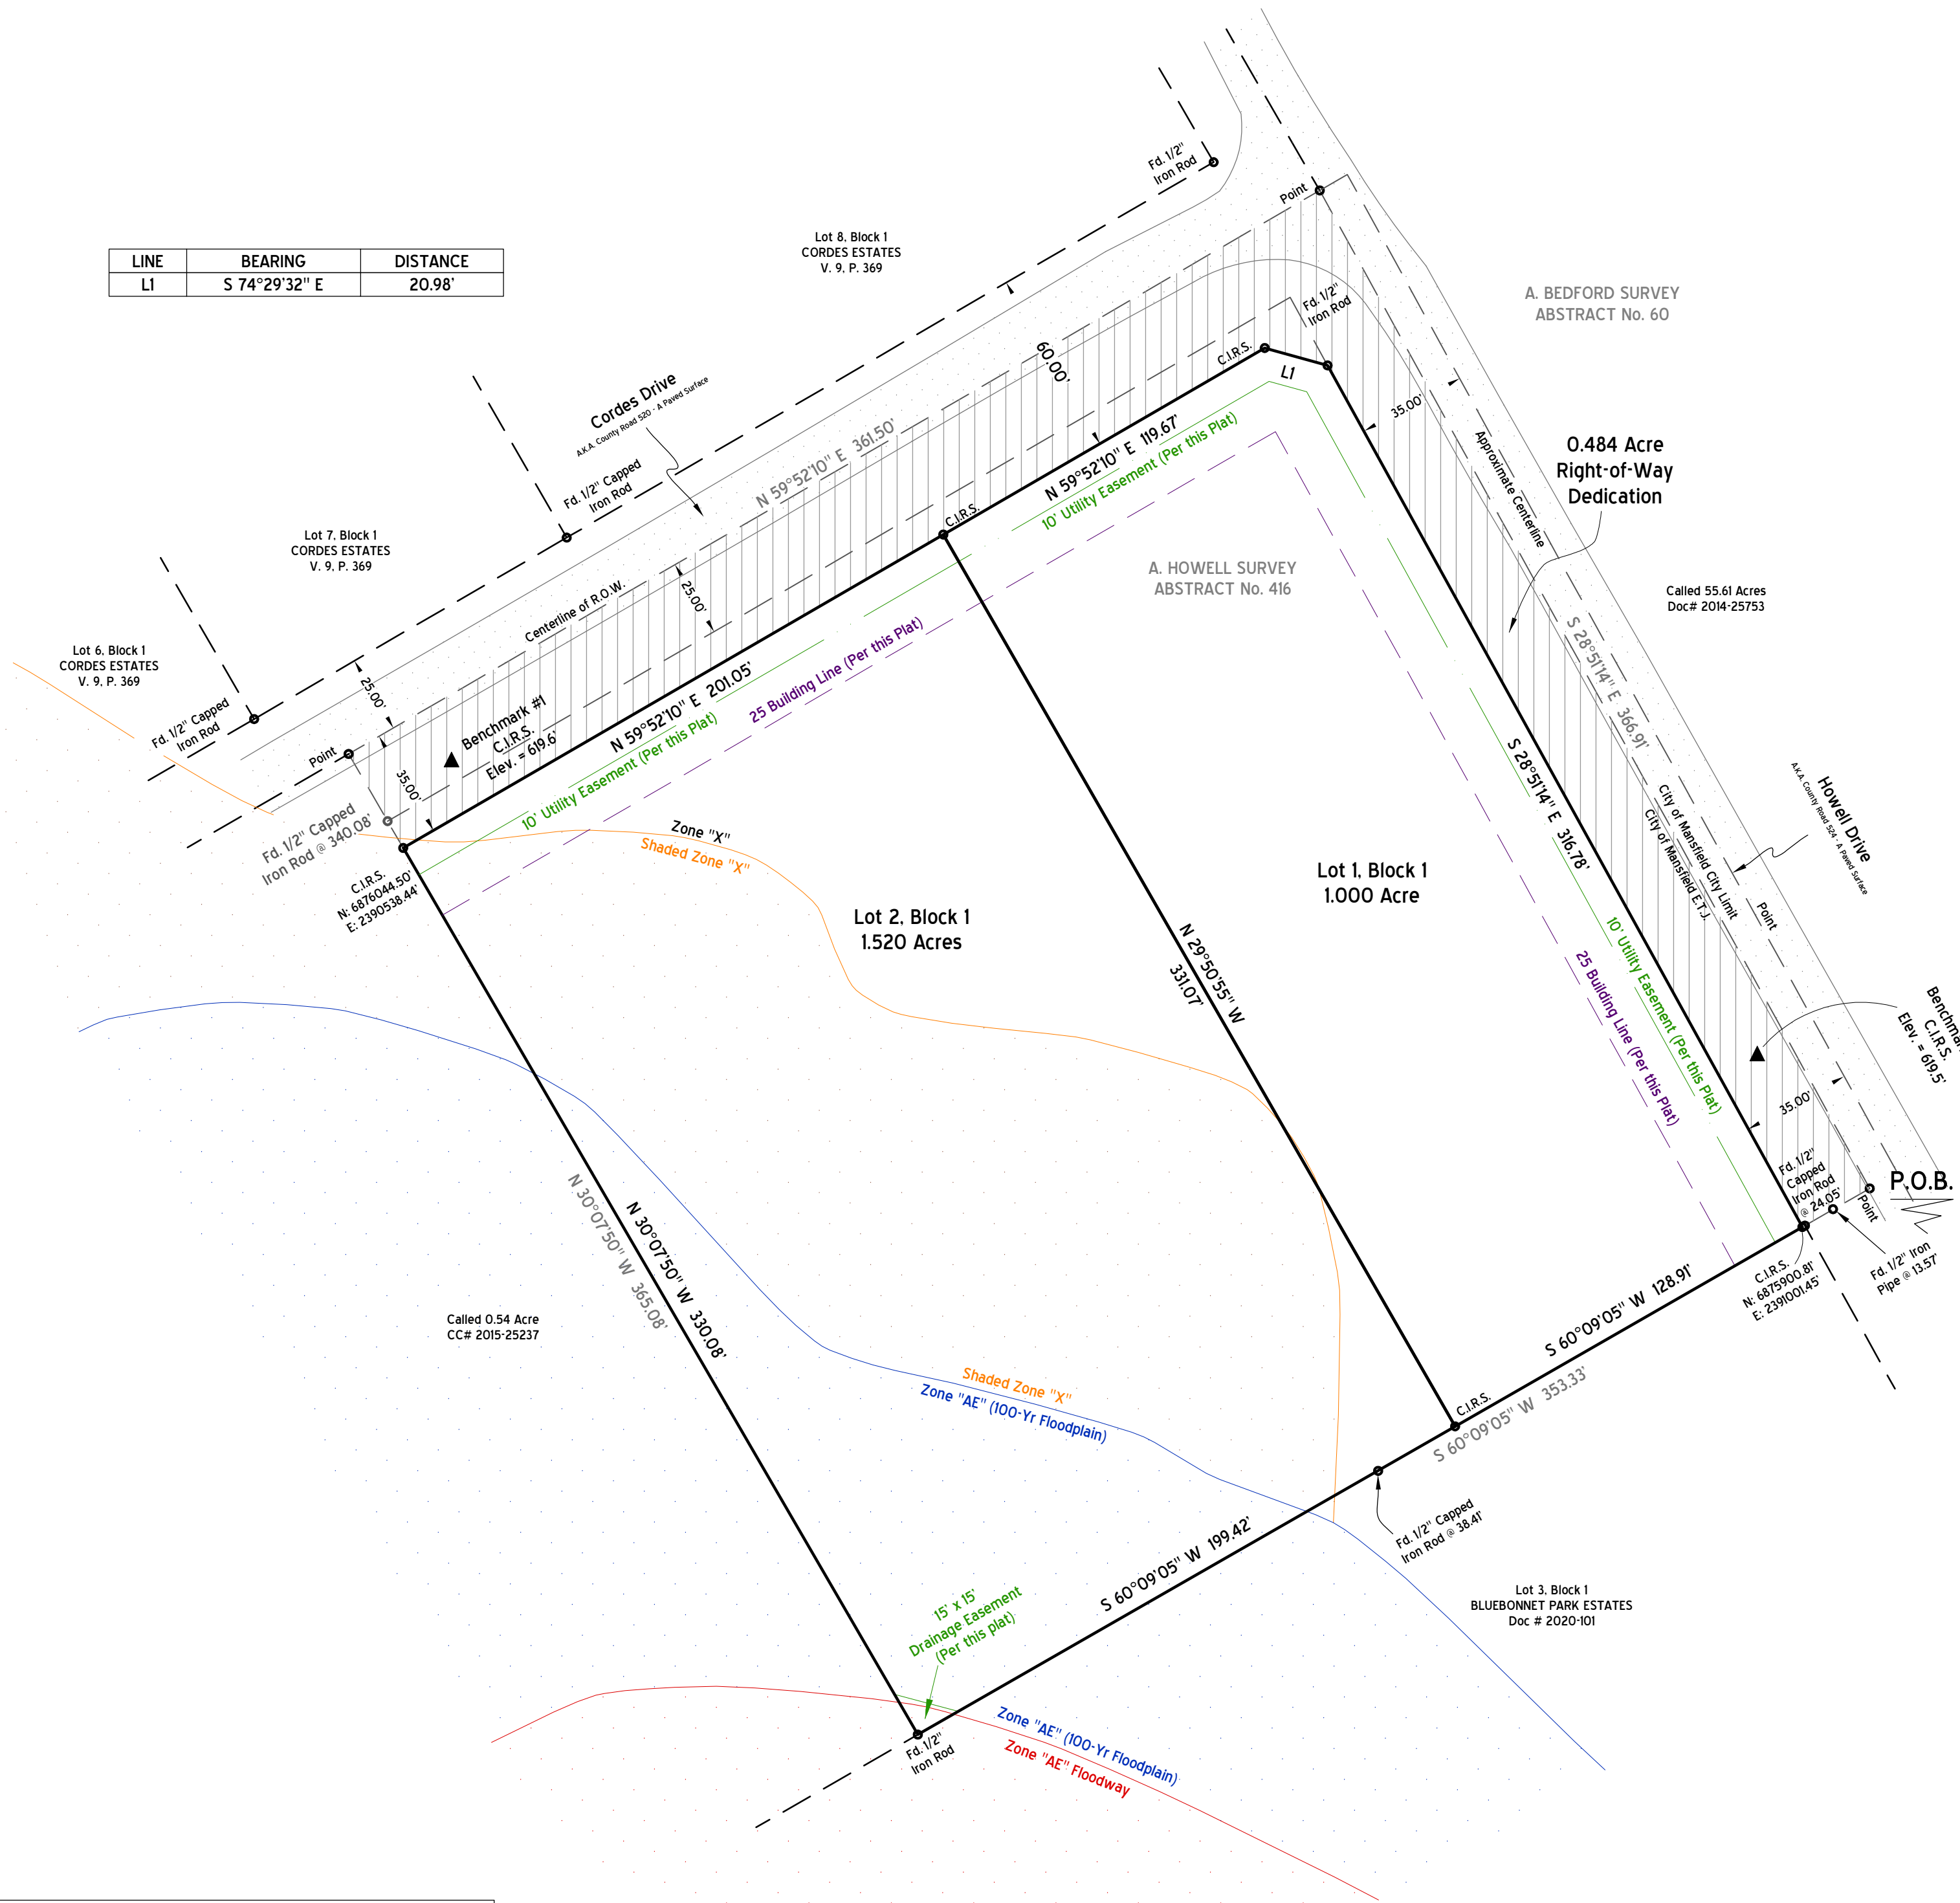 LINE BEARING DISTANCE
L1 S 74°29'32" E 20.98'
Fd. 1/2"
Iron Rod
Point
Lot 8, Block 1
CORDES ESTATES
V. 9, P. 369
A. BEDFORD SURVEY
ABSTRACT No. 60
Fd. 1/2"
Iron Rod
C.I.R.S.
L1
60.00'
Cordes Drive
A.K.A. County Road 520 - A Paved Surface
35.00'
Approximate Centerline
0.484 Acre
Right-of-Way
Dedication
N 59°52'10" E 361.50'
N 59°52'10" E 119.67'
10' Utility Easement (Per this Plat)
Fd. 1/2" Capped
Iron Rod
C.I.R.S.
Lot 7, Block 1
CORDES ESTATES
V. 9, P. 369
A. HOWELL SURVEY
ABSTRACT No. 416
Called 55.61 Acres
Doc# 2014-25753
Centerline of R.O.W.
25.00'
Lot 6, Block 1
CORDES ESTATES
V. 9, P. 369
25.00'
25 Building Line (Per this Plat)
S 28°51'14" E 366.91'
Fd. 1/2" Capped
Iron Rod
Point
Benchmark #1
C.I.R.S.
Elev. = 619.6'
N 59°52'10" E 201.05'
10' Utility Easement (Per this Plat)
35.00'
S 28°51'14" E 316.78'
City of Mansfield City Limit
City of Mansfield E.T.J.
Howell Drive
A.K.A. County Road 524 - A Paved Surface
Fd. 1/2" Capped
Iron Rod @ 340.08'
Zone "X"
Shaded Zone "X"
C.I.R.S.
N: 6876044.50'
E: 2390538.44'
Lot 1, Block 1
1.000 Acre
Lot 2, Block 1
1.520 Acres
Point
N 29°50'55" W
331.07'
10' Utility Easement (Per this Plat)
25 Building Line (Per this Plat)
Benchmar
C.I.R.S.
Elev. = 619.5'
35.00'
Fd. 1/2"
Capped
Iron Rod
@ 24.05'
P.O.B.
Point
N 30°07'50" W 330.08'
N 30°07'50" W 365.08'
Fd. 1/2" Iron
Pipe @ 13.57'
C.I.R.S.
N: 6875900.81'
E: 2391001.45'
Called 0.54 Acre
CC# 2015-25237
S 60°09'05" W 128.91'
Shaded Zone "X"
Zone "AE" (100-Yr Floodplain)
C.I.R.S.
S 60°09'05" W 353.33'
Fd. 1/2" Capped
Iron Rod @ 38.41'
S 60°09'05" W 199.42'
Lot 3, Block 1
BLUEBONNET PARK ESTATES
Doc # 2020-101
15' x 15'
Drainage Easement
(Per this plat)
Fd. 1/2"
Iron Rod
Zone "AE" (100-Yr Floodplain)
Zone "AE" Floodway